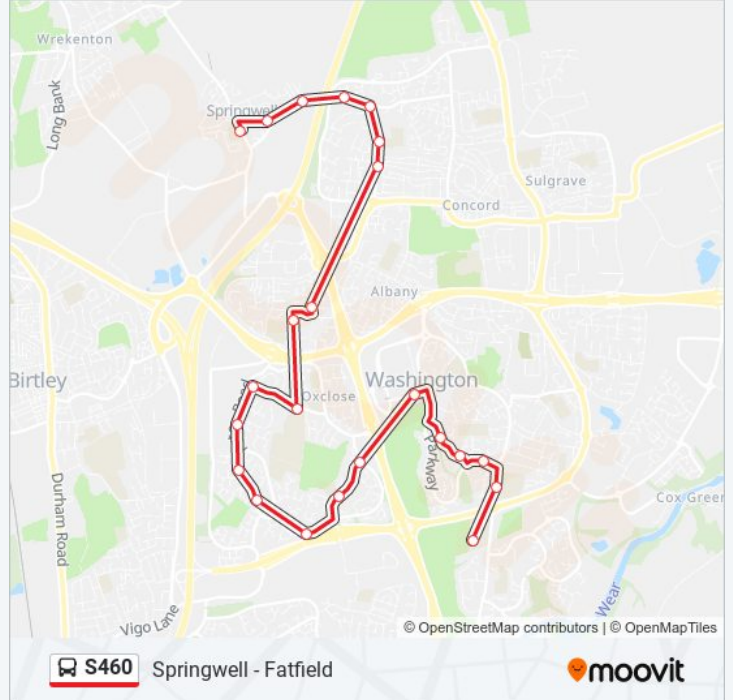 Wrekenton
Long Bank
Springwell
Sulgrave
Concord
Albany
Birtley
Washington
Oxclose
Parkway
Durham Road
Cox Green
Wear
Vigo Lane
© OpenStreetMap contributors | © OpenMapTiles
S460 Springwell - Fatfield
moovit